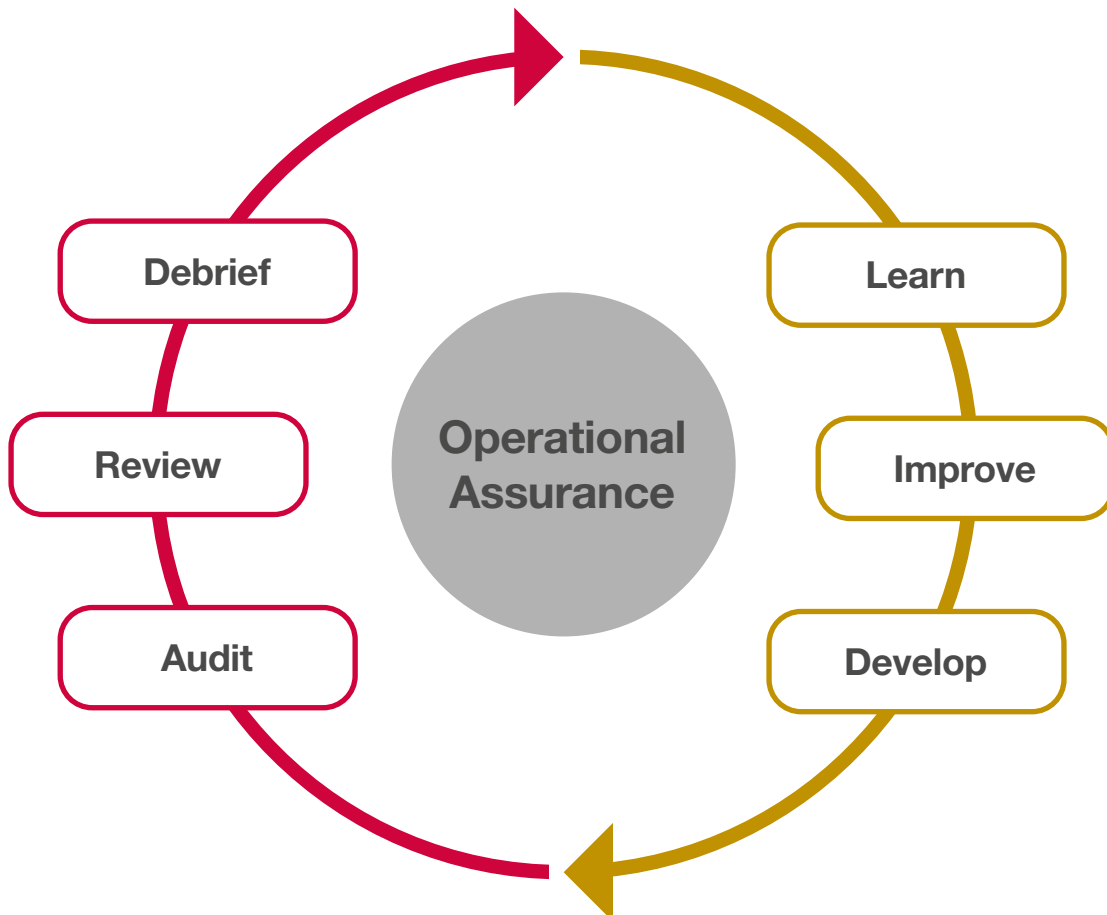 Debrief
Learn
Operational
Assurance
Review
Improve
Audit
Develop